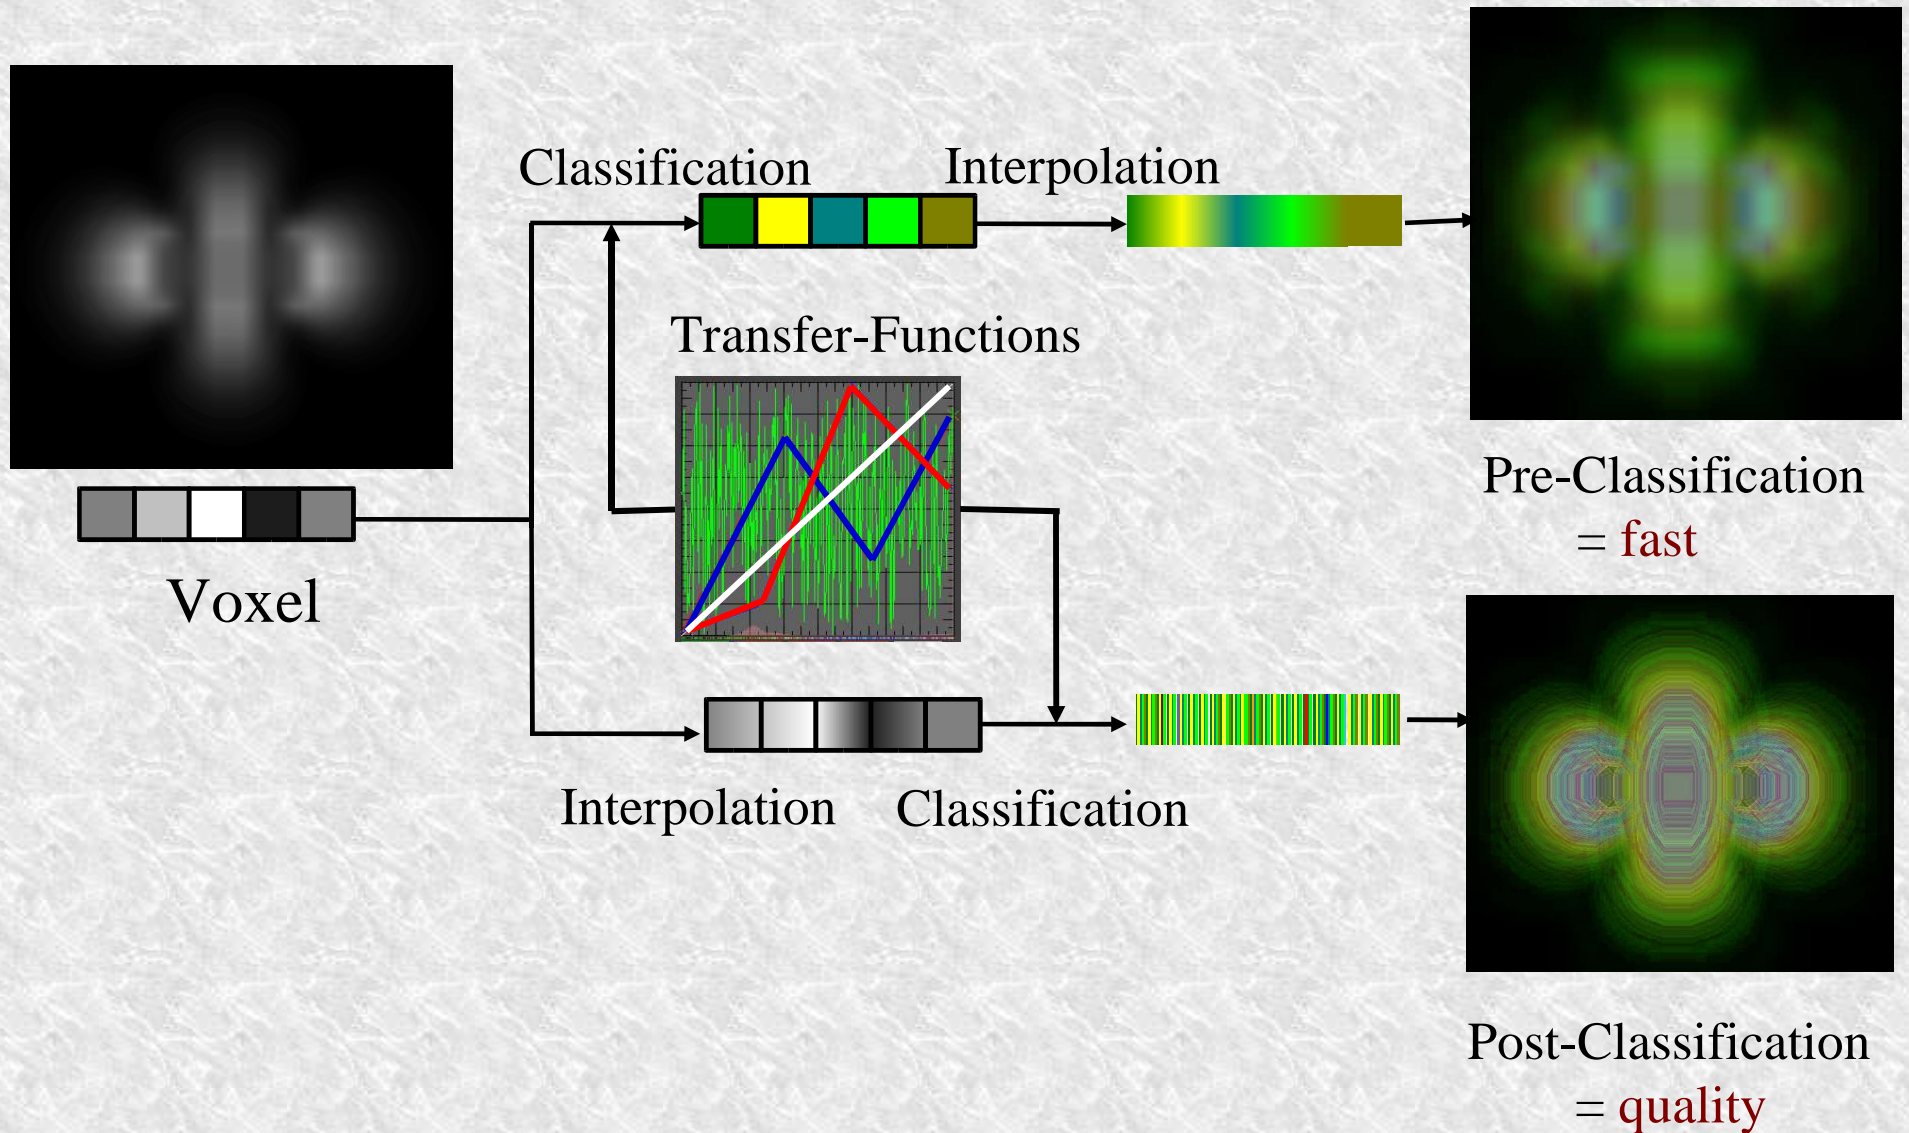 Classification
Interpolation
Transfer-Functions
Voxel
Interpolation
Classification
Pre-Classification
= fast
Post-Classification
= quality